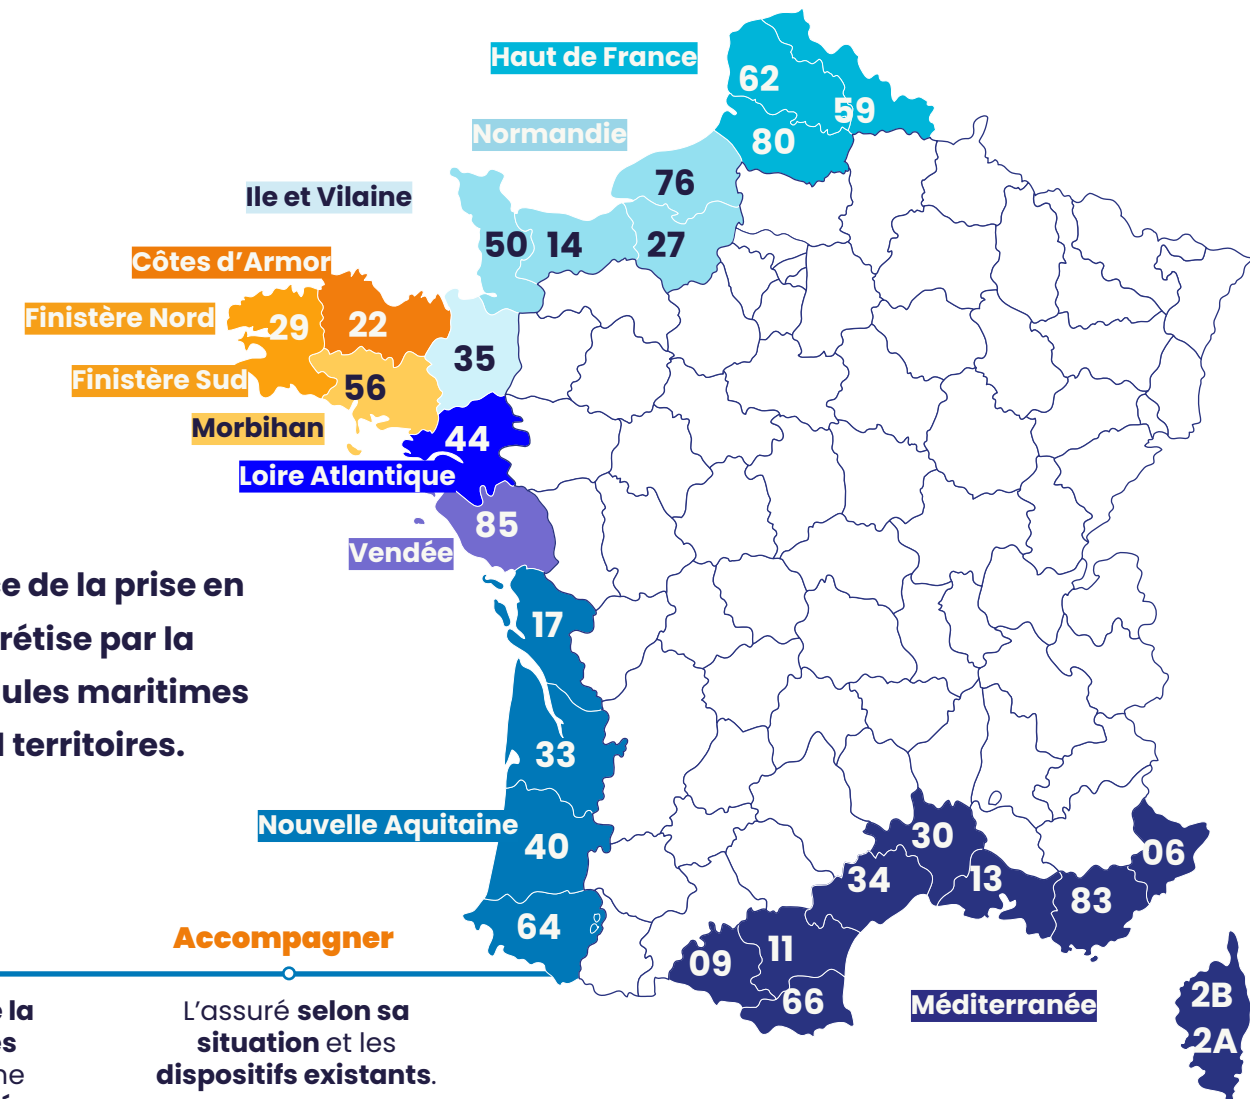 Haut de France
62
59
80
Normandie
76
Ile et Vilaine
50
14
27
Côtes d’Armor
Finistère Nord
29
22
35
Finistère Sud
56
Morbihan
44
Loire Atlantique
85
Vendée
e de la prise en
rétise par la
ules maritimes
territoires.
17
33
Nouvelle Aquitaine
40
64
30
06
34
13
83
11
09
66
Méditerranée
2B
2A
Accompagner
L’assuré selon sa
situation et les
dispositifs existants.
la